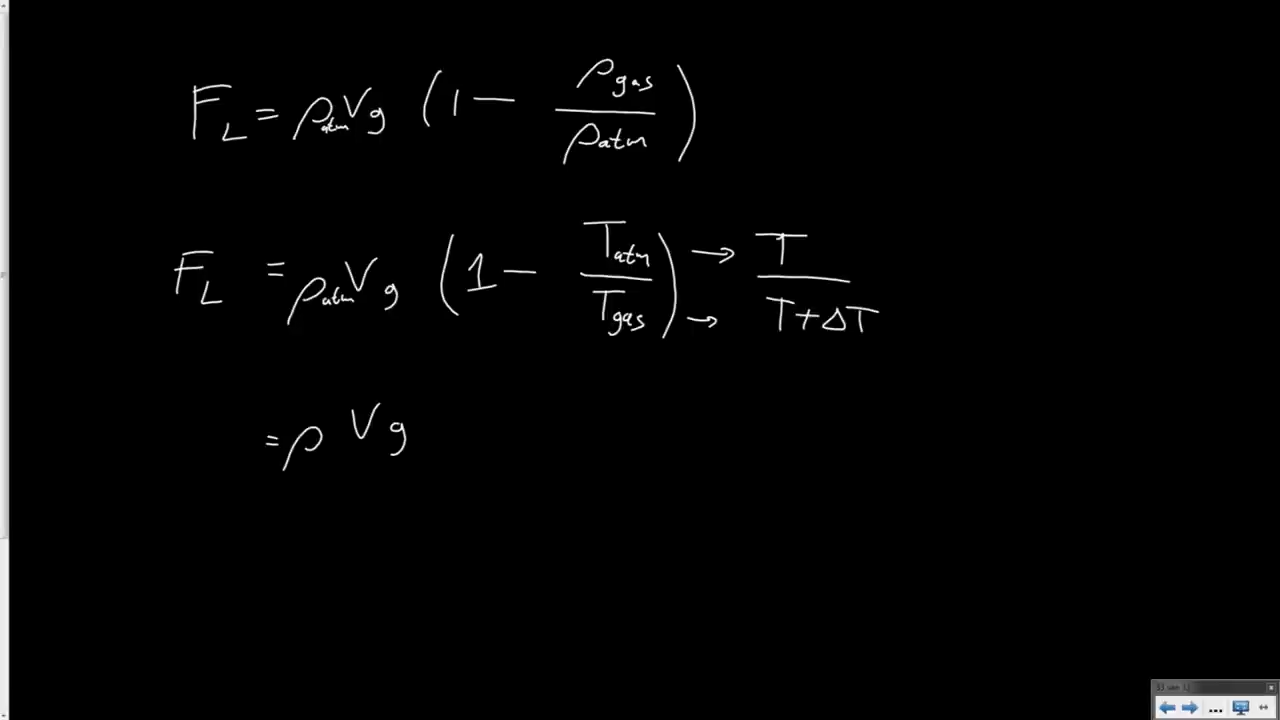 F_L = ρ_atm V g (1 − ρ_gas / ρ_atm)
F_L = ρ_atm V g (1 − T_atm / T_gas) → → T / T + ΔT
= ρ V g